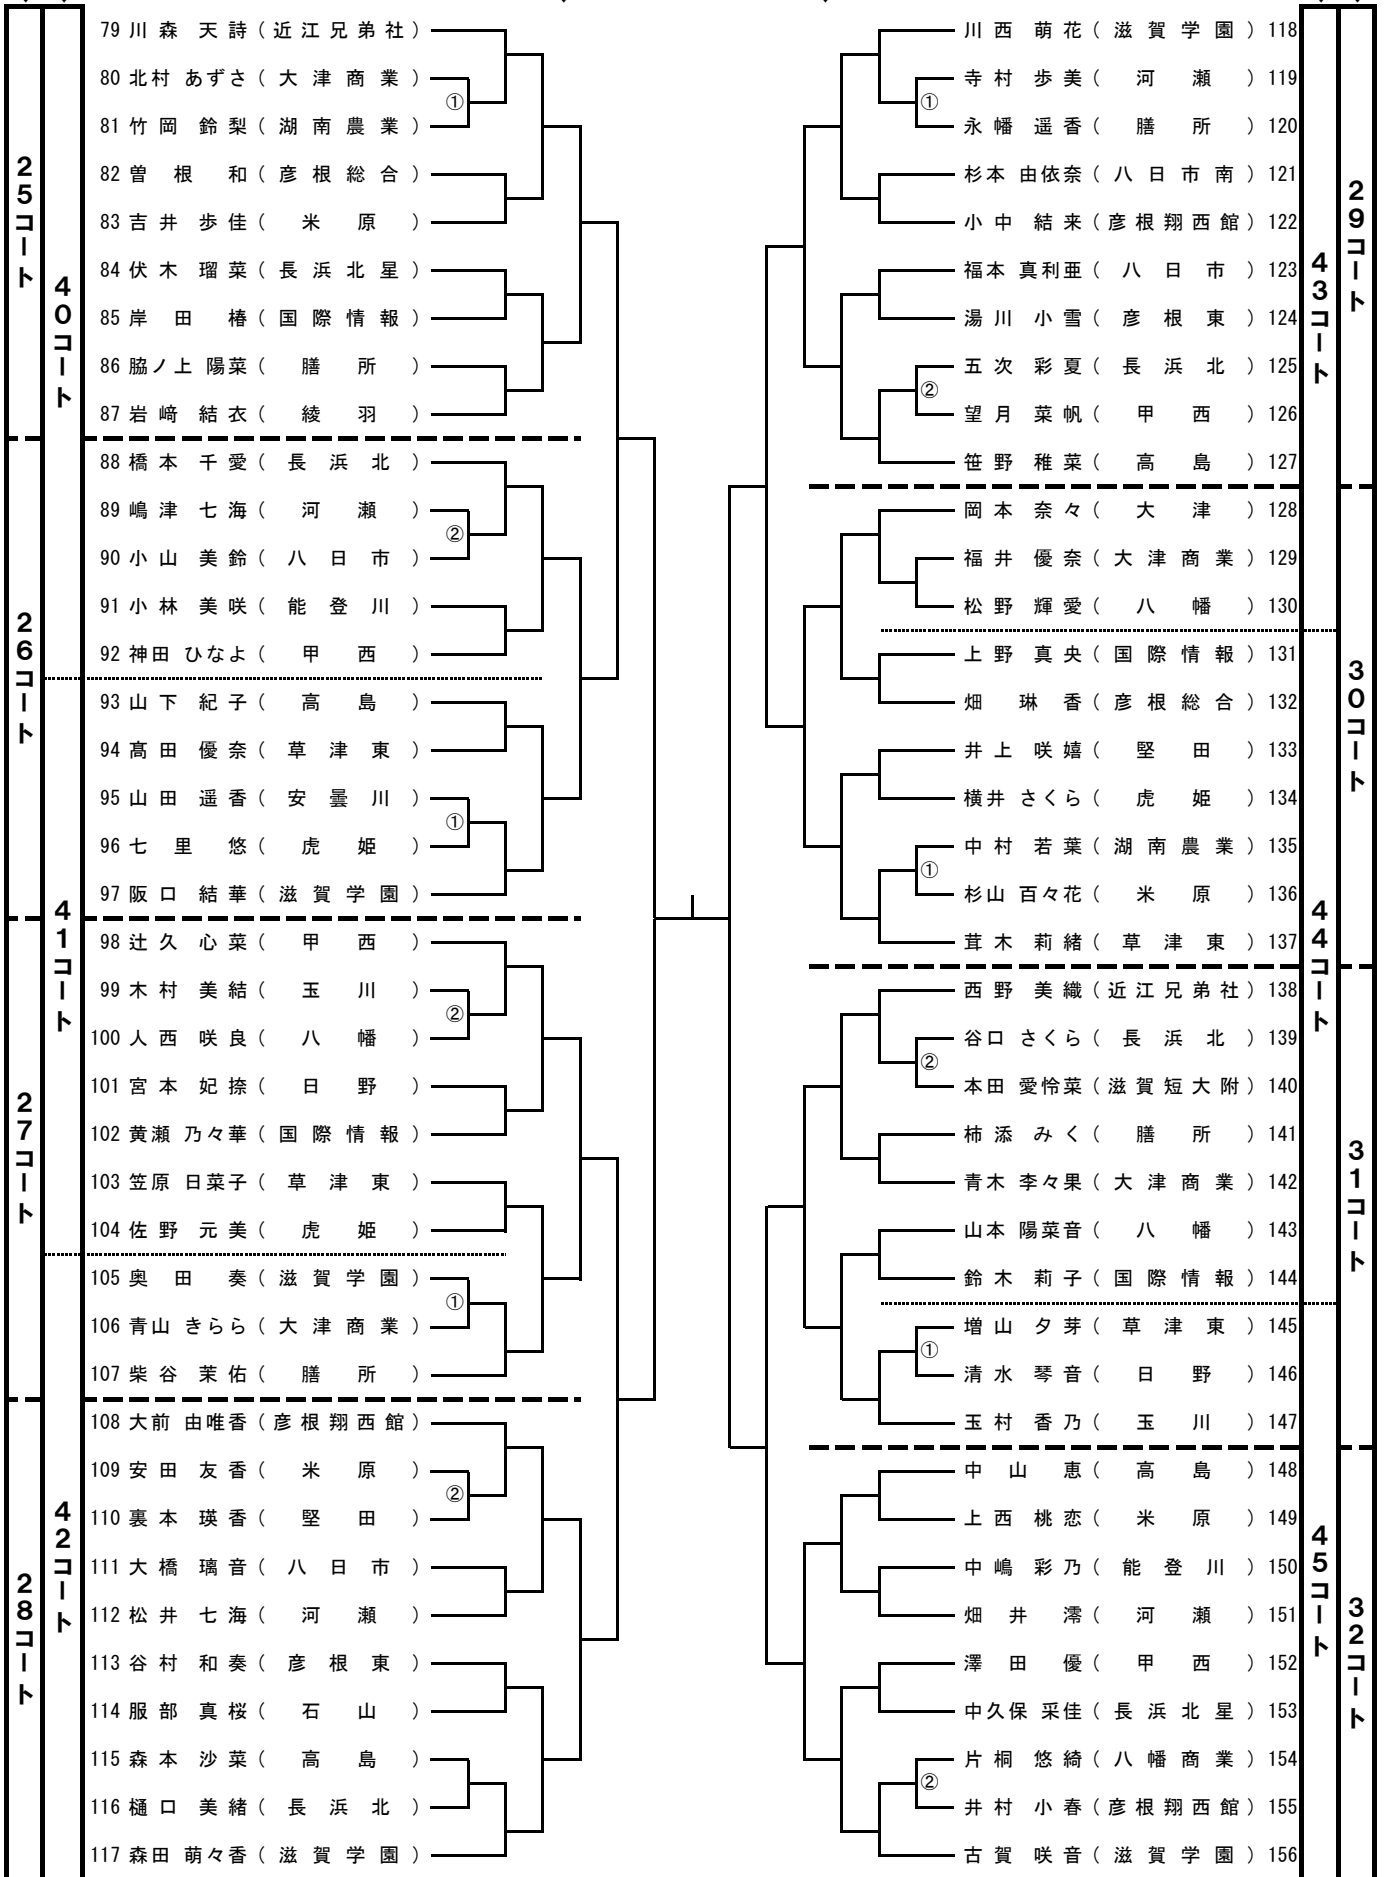 25コート
40コート
79 川森 天詩 (近江兄弟社)
80 北村 あずさ (大津商業)
①
81 竹岡 鈴梨 (湖南農業)
82 曽根 和 (彦根総合)
83 吉井 歩佳 (米原)
84 伏木 瑠菜 (長浜北星)
85 岸田 椿 (国際情報)
86 脇ノ上 陽菜 (膳所)
87 岩﨑 結衣 (綾羽)
26コート
88 橋本 千愛 (長浜北)
89 嶋津 七海 (河瀬)
②
90 小山 美鈴 (八日市)
91 小林 美咲 (能登川)
92 神田 ひなよ (甲西)
41コート
93 山下 紀子 (高島)
94 髙田 優奈 (草津東)
95 山田 遥香 (安曇川)
①
96 七里 悠 (虎姫)
97 阪口 結華 (滋賀学園)
27コート
98 辻久 心菜 (甲西)
99 木村 美結 (玉川)
②
100 人西 咲良 (八幡)
101 宮本 妃捺 (日野)
102 黄瀬 乃々華 (国際情報)
103 笠原 日菜子 (草津東)
104 佐野 元美 (虎姫)
42コート
105 奥田 奏 (滋賀学園)
①
106 青山 きらら (大津商業)
107 柴谷 茉佑 (膳所)
28コート
108 大前 由唯香 (彦根翔西館)
109 安田 友香 (米原)
②
110 裏本 瑛香 (堅田)
111 大橋 璃音 (八日市)
112 松井 七海 (河瀬)
113 谷村 和奏 (彦根東)
114 服部 真桜 (石山)
115 森本 沙菜 (高島)
116 樋口 美緒 (長浜北)
117 森田 萌々香 (滋賀学園)
川西 萌花 (滋賀学園) 118
寺村 歩美 (河瀬) 119
①
永幡 遥香 (膳所) 120
杉本 由依奈 (八日市南) 121
小中 結来 (彦根翔西館) 122
福本 真利亜 (八日市) 123
湯川 小雪 (彦根東) 124
五次 彩夏 (長浜北) 125
②
望月 菜帆 (甲西) 126
笹野 稚菜 (高島) 127
43コート
29コート
岡本 奈々 (大津) 128
福井 優奈 (大津商業) 129
松野 輝愛 (八幡) 130
上野 真央 (国際情報) 131
畑 琳香 (彦根総合) 132
井上 咲嬉 (堅田) 133
横井 さくら (虎姫) 134
中村 若葉 (湖南農業) 135
①
杉山 百々花 (米原) 136
茸木 莉緒 (草津東) 137
30コート
44コート
西野 美織 (近江兄弟社) 138
谷口 さくら (長浜北) 139
②
本田 愛怜菜 (滋賀短大附) 140
柿添 みく (膳所) 141
青木 李々果 (大津商業) 142
山本 陽菜音 (八幡) 143
鈴木 莉子 (国際情報) 144
増山 夕芽 (草津東) 145
①
清水 琴音 (日野) 146
玉村 香乃 (玉川) 147
31コート
中山 恵 (高島) 148
上西 桃恋 (米原) 149
中嶋 彩乃 (能登川) 150
畑井 澪 (河瀬) 151
澤田 優 (甲西) 152
中久保 采佳 (長浜北星) 153
片桐 悠綺 (八幡商業) 154
②
井村 小春 (彦根翔西館) 155
古賀 咲音 (滋賀学園) 156
45コート
32コート